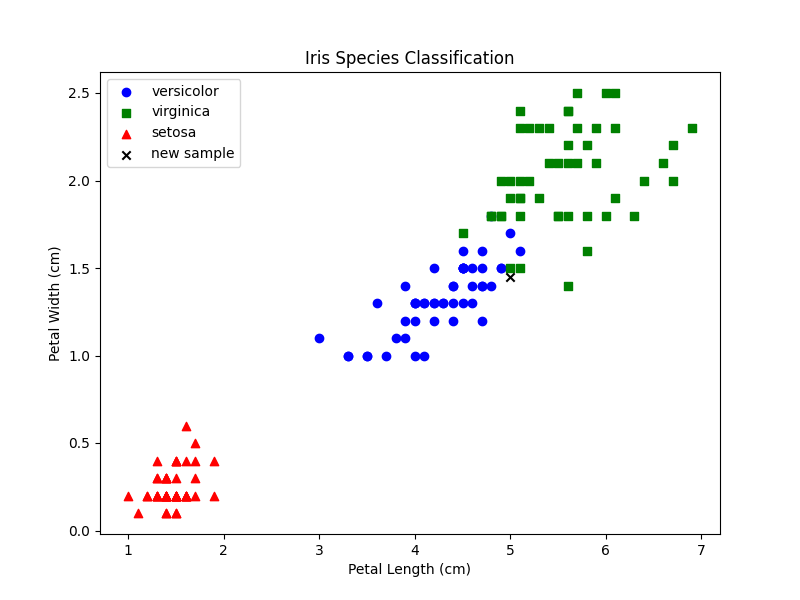 Iris Species Classification
versicolor
virginica
setosa
new sample
Petal Width (cm)
2.5
2.0
1.5
1.0
0.5
0.0
1 2 3 4 5 6 7
Petal Length (cm)